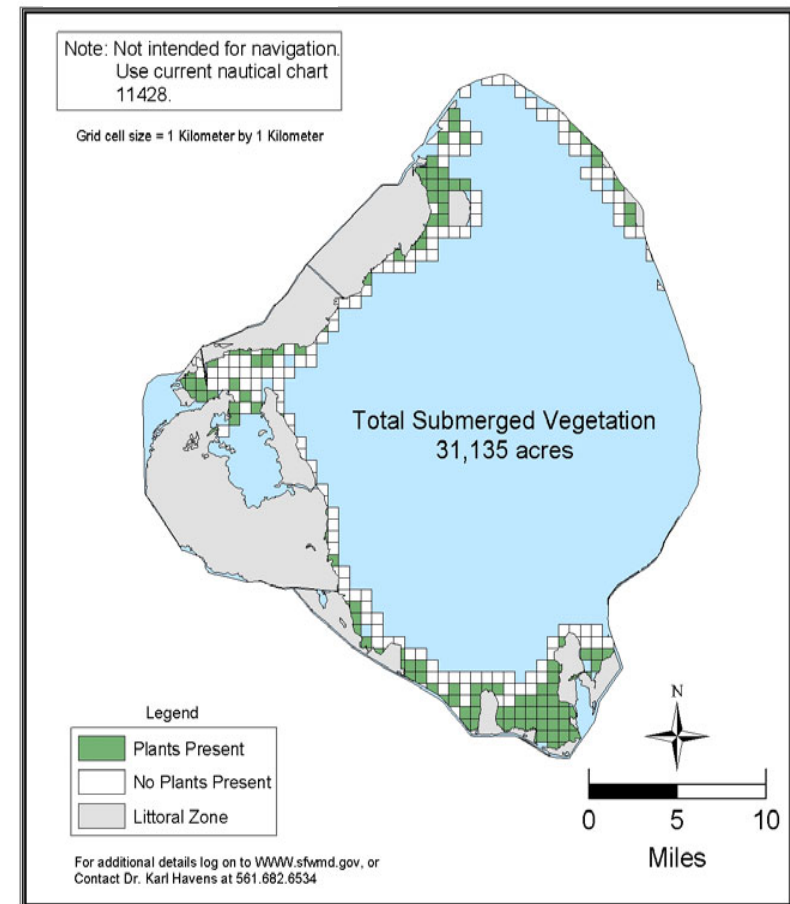 Note: Not intended for navigation.
Use current nautical chart
11428.
Grid cell size = 1 Kilometer by 1 Kilometer
Total Submerged Vegetation
31,135 acres
Legend
Plants Present
No Plants Present
Littoral Zone
N
0 5 10
Miles
For additional details log on to WWW.sfwmd.gov, or
Contact Dr. Karl Havens at 561.682.6534